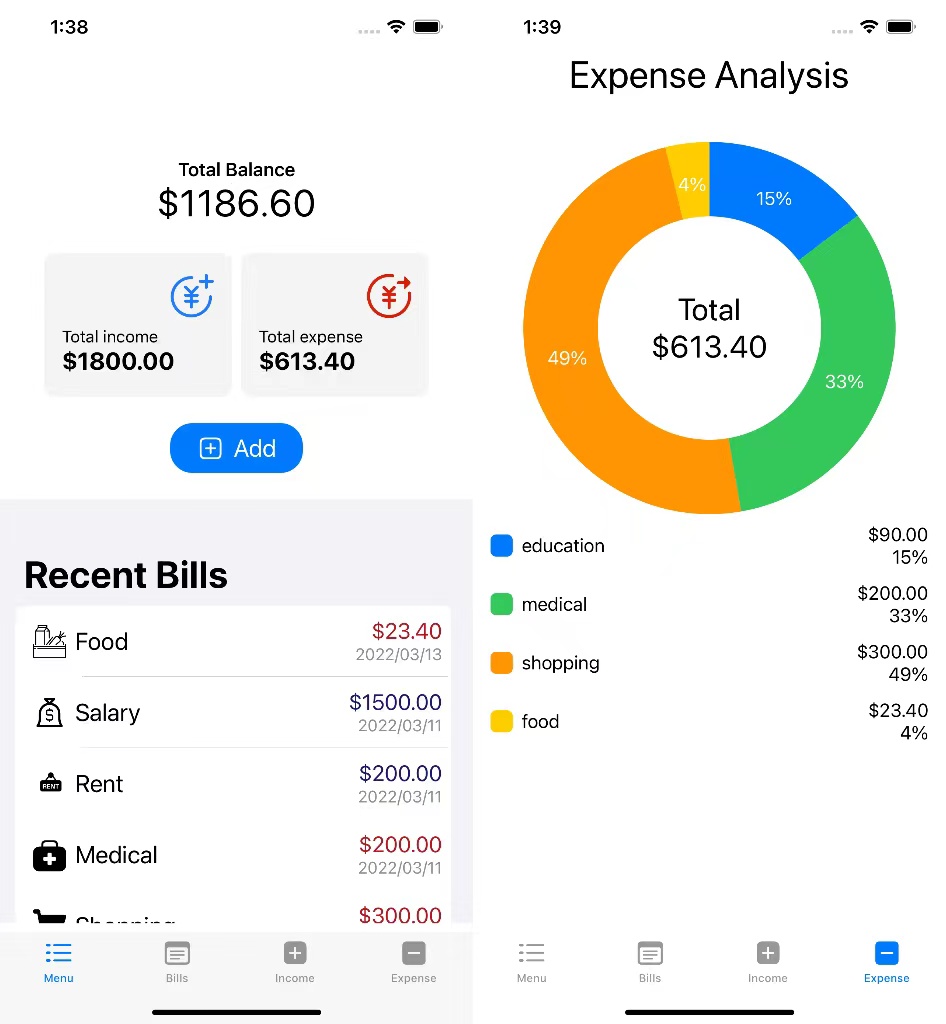 1:38
Total Balance
$1186.60
Total income
$1800.00
Total expense
$613.40
Add
Recent Bills
Food
$23.40
2022/03/13
Salary
$1500.00
2022/03/11
RENT
Rent
$200.00
2022/03/11
Medical
$200.00
2022/03/11
Shopping
$300.00
Menu
Bills
Income
Expense
1:39
Expense Analysis
4%
15%
49%
33%
Total
$613.40
education
$90.00
15%
medical
$200.00
33%
shopping
$300.00
49%
food
$23.40
4%
Menu
Bills
Income
Expense